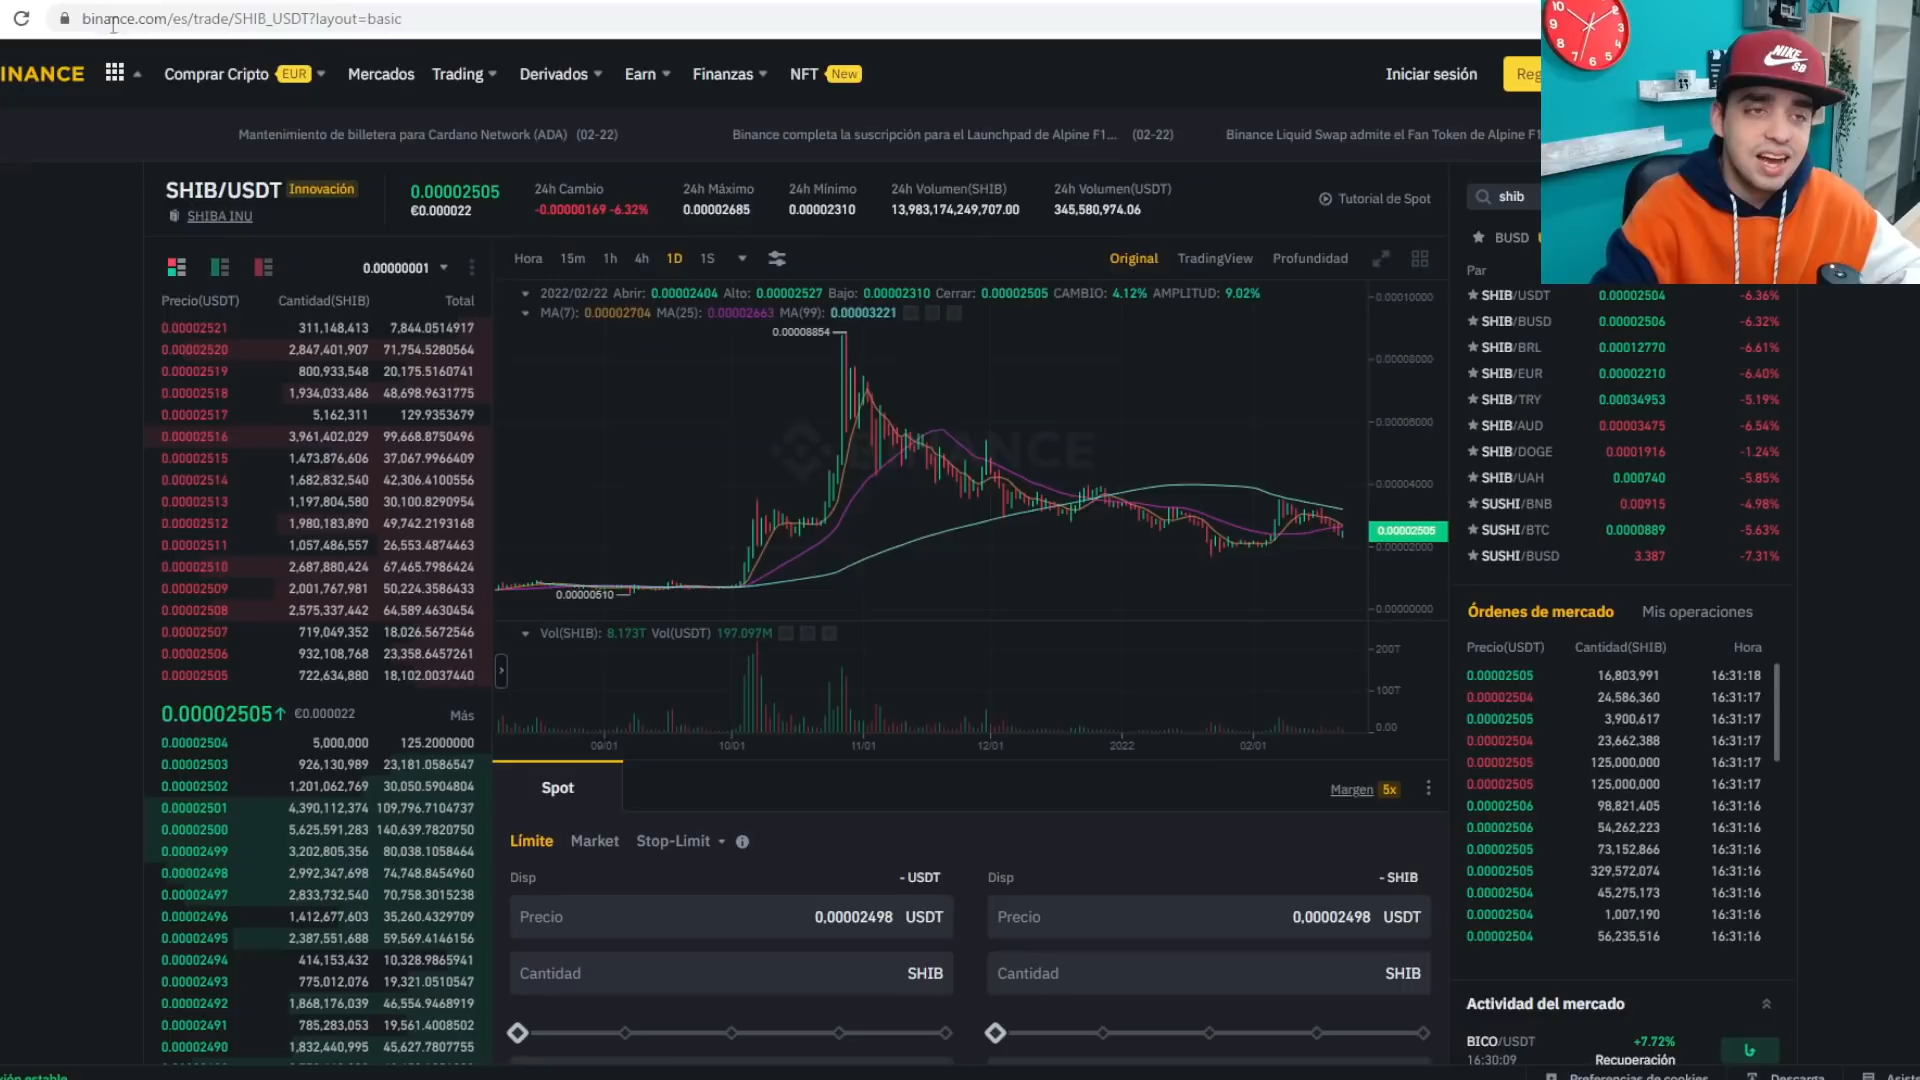 binance.com/es/trade/SHIB_USDT?layout=basic
INANCE Comprar Cripto EUR Mercados Trading Derivados Earn Finanzas NFT New Iniciar sesión Reg
Mantenimiento de billetera para Cardano Network (ADA) (02-22) Binance completa la suscripción para el Launchpad de Alpine F1... (02-22) Binance Liquid Swap admite el Fan Token de Alpine F1
SHIB/USDT Innovación
SHIBA INU
0.00002505
€0.000022
24h Cambio
-0.00000169 -6.32%
24h Máximo
0.00002685
24h Mínimo
0.00002310
24h Volumen(SHIB)
13,983,174,249,707.00
24h Volumen(USDT)
345,580,974.06
Tutorial de Spot
0.00000001
Precio(USDT) Cantidad(SHIB) Total
0.00002521 311,148,413 7,844.0514917
0.00002520 2,847,401,907 71,754.5280564
0.00002519 800,933,548 20,175.5160741
0.00002518 1,934,033,486 48,698.9631775
0.00002517 5,162,311 129.9353679
0.00002516 3,961,402,029 99,668.8750496
0.00002515 1,473,876,606 37,067.9966409
0.00002514 1,682,832,540 42,306.4100556
0.00002513 1,197,804,580 30,100.8290954
0.00002512 1,980,183,890 49,742.2193168
0.00002511 1,057,486,557 26,553.4874463
0.00002510 2,687,880,424 67,465.7986424
0.00002509 2,001,767,981 50,224.3586433
0.00002508 2,575,337,442 64,589.4630454
0.00002507 719,049,352 18,026.5672546
0.00002506 932,108,768 23,358.6457261
0.00002505 722,634,880 18,102.0037440
0.00002505↑ €0.000022 Más
0.00002504 5,000,000 125.2000000
0.00002503 926,130,989 23,181.0586547
0.00002502 1,201,062,769 30,050.5904804
0.00002501 4,390,112,374 109,796.7104737
0.00002500 5,625,591,283 140,639.7820750
0.00002499 3,202,805,356 80,038.1058464
0.00002498 2,992,347,698 74,748.8454960
0.00002497 2,833,732,540 70,758.3015238
0.00002496 1,412,677,603 35,260.4329709
0.00002495 2,387,551,688 59,569.4146156
0.00002494 414,153,432 10,328.9865941
0.00002493 775,012,076 19,321.0510547
0.00002492 1,868,176,039 46,554.9468919
0.00002491 785,283,053 19,561.4008502
0.00002490 1,832,440,995 45,627.7807755
Hora 15m 1h 4h 1D 1S Original TradingView Profundidad
2022/02/22 Abrir: 0.00002404 Alto: 0.00002527 Bajo: 0.00002310 Cerrar: 0.00002505 CAMBIO: 4.12% AMPLITUD: 9.02%
MA(7): 0.00002704 MA(25): 0.00002663 MA(99): 0.00003221
0.00008854
0.00000510
BINANCE
0.00010000
0.00008000
0.00006000
0.00004000
0.00002505
0.00002000
0.00000000
Vol(SHIB): 8.173T Vol(USDT) 197.097M
200T
100T
0.00
09/01 10/01 11/01 12/01 2022 02/01
Spot Margen 5x
Límite Market Stop-Limit
Disp - USDT Disp - SHIB
Precio 0,00002498 USDT Precio 0,00002498 USDT
Cantidad SHIB Cantidad SHIB
shib
BUSD
Par
SHIB/USDT 0.00002504 -6.36%
SHIB/BUSD 0.00002506 -6.32%
SHIB/BRL 0.00012770 -6.61%
SHIB/EUR 0.00002210 -6.40%
SHIB/TRY 0.00034953 -5.19%
SHIB/AUD 0.00003475 -6.54%
SHIB/DOGE 0.0001916 -1.24%
SHIB/UAH 0.000740 -5.85%
SUSHI/BNB 0.00915 -4.98%
SUSHI/BTC 0.0000889 -5.63%
SUSHI/BUSD 3.387 -7.31%
Órdenes de mercado Mis operaciones
Precio(USDT) Cantidad(SHIB) Hora
0.00002505 16,803,991 16:31:18
0.00002504 24,586,360 16:31:17
0.00002505 3,900,617 16:31:17
0.00002504 23,662,388 16:31:17
0.00002505 125,000,000 16:31:17
0.00002505 125,000,000 16:31:17
0.00002506 98,821,405 16:31:16
0.00002506 54,262,223 16:31:16
0.00002505 73,152,866 16:31:16
0.00002505 329,572,074 16:31:16
0.00002504 45,275,173 16:31:16
0.00002504 1,007,190 16:31:16
0.00002504 56,235,516 16:31:16
Actividad del mercado
BICO/USDT +7.72%
16:30:09 Recuperación
NIKE
SB
10 2 9 3 8 4 7 6 5